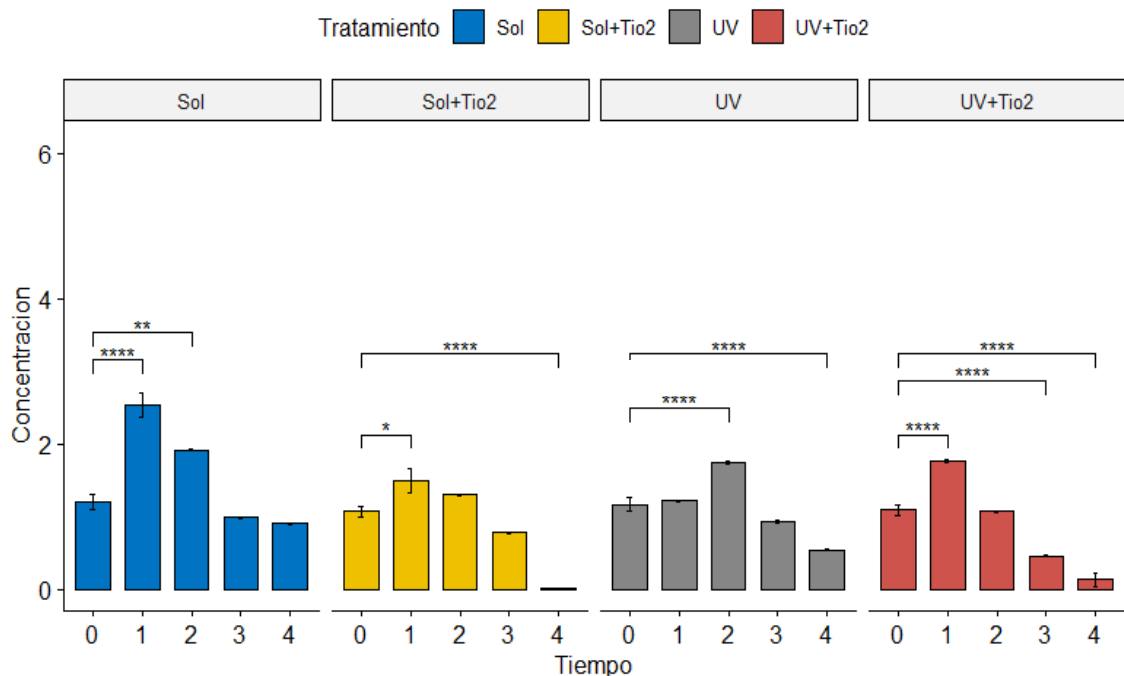 Tratamiento Sol Sol+Tio2 UV UV+Tio2
Sol Sol+Tio2 UV UV+Tio2
6
4
2
0
Concentracion
** ****
* ****
**** ****
**** **** ****
0 1 2 3 4 0 1 2 3 4 0 1 2 3 4 0 1 2 3 4
Tiempo